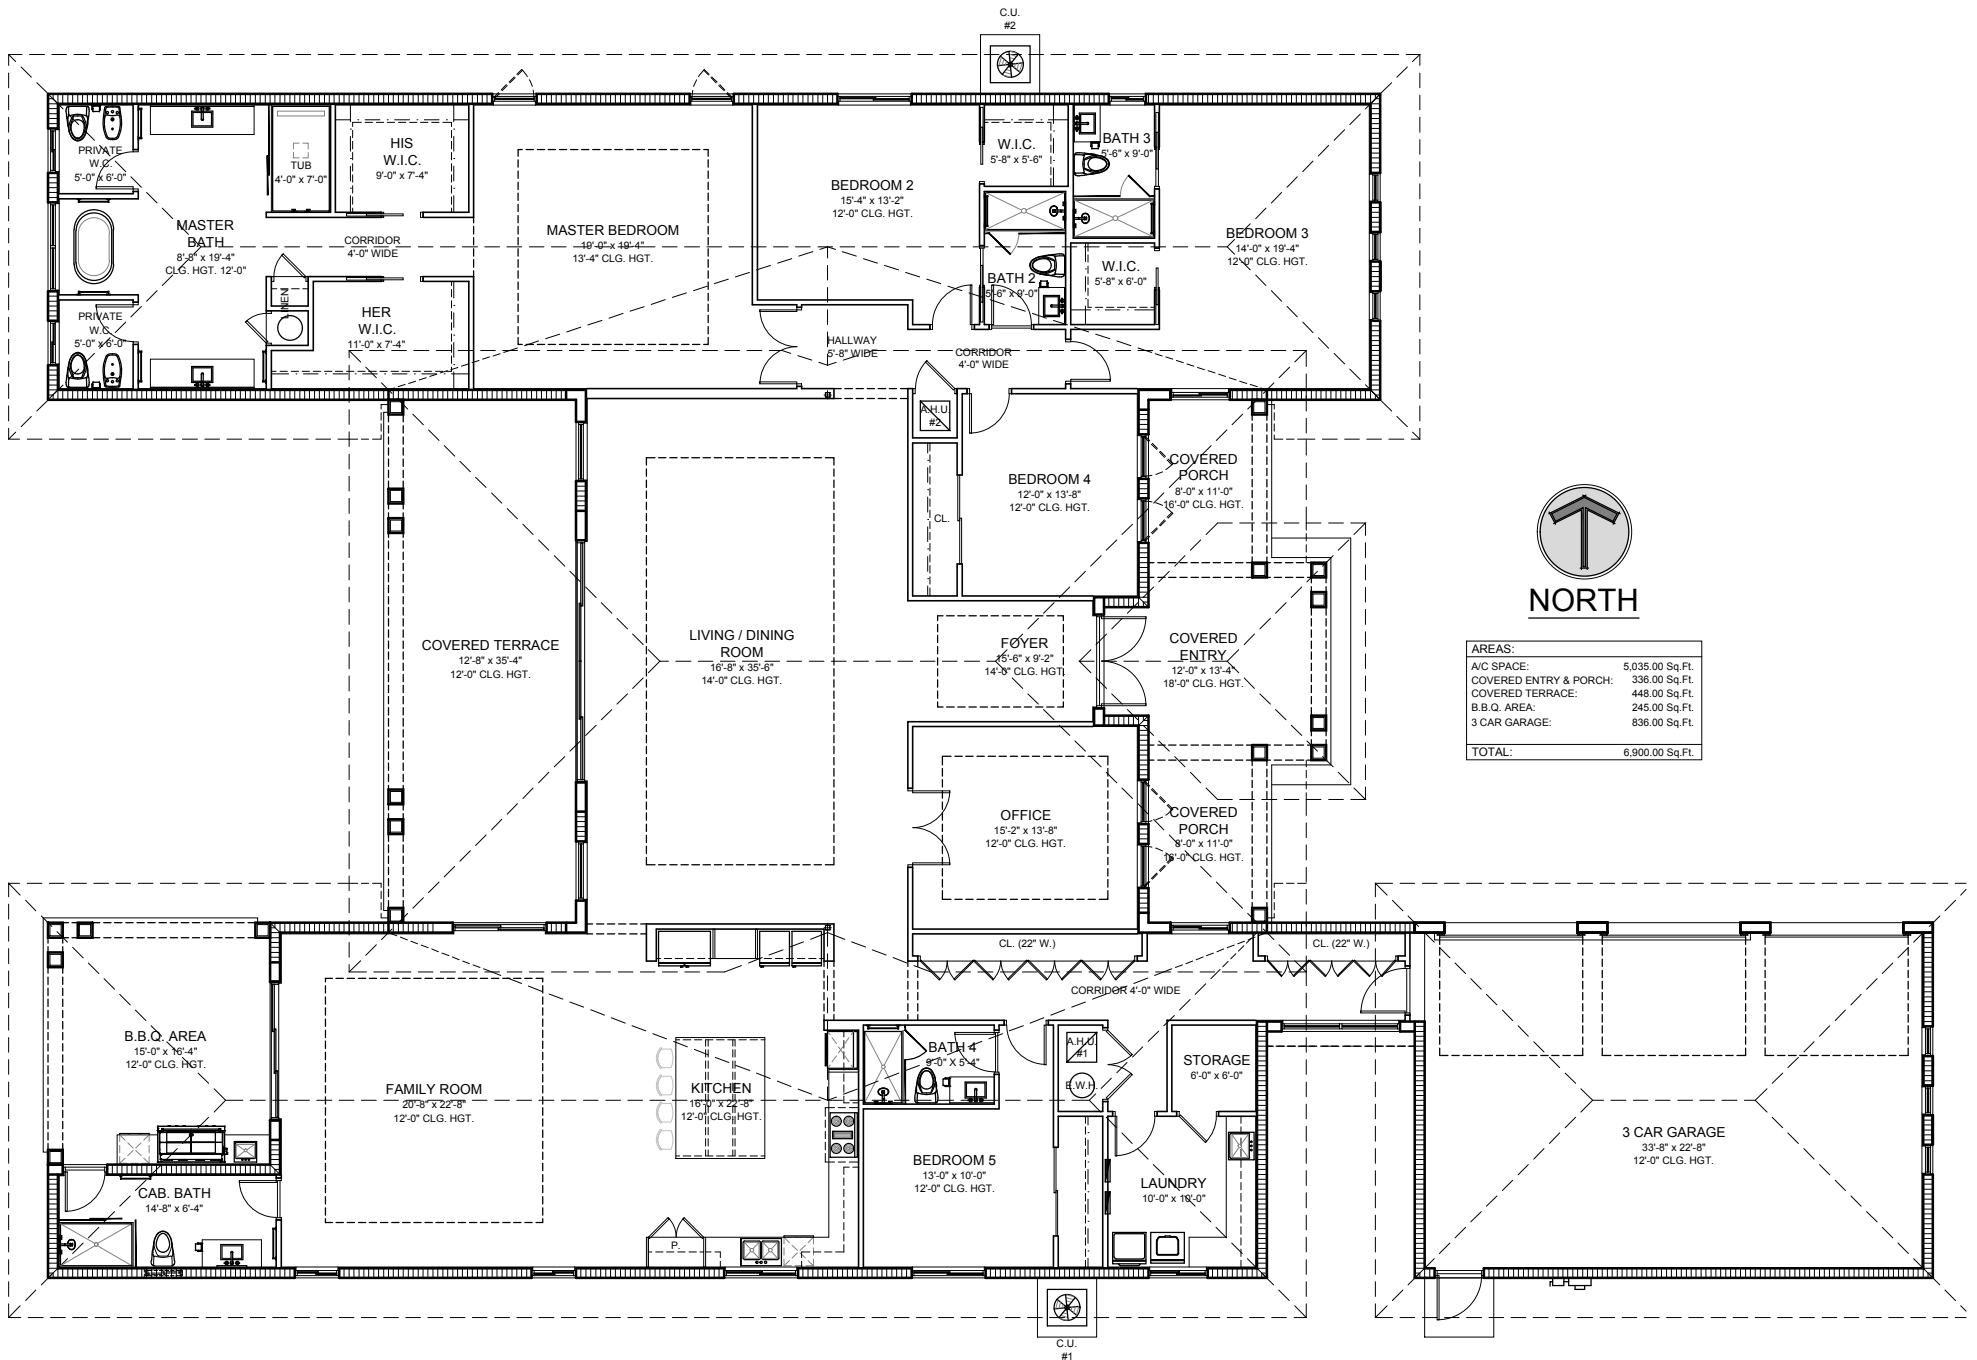 C.U.
#2
PRIVATE
W.C.
5'-0" x 6'-0"
TUB
4'-0" x 7'-0"
HIS
W.I.C.
9'-0" x 7'-4"
MASTER
BATH
8'-8" x 19'-4"
CLG. HGT. 12'-0"
CORRIDOR
4'-0" WIDE
MASTER BEDROOM
19'-0" x 19'-4"
13'-4" CLG. HGT.
BEDROOM 2
15'-4" x 13'-2"
12'-0" CLG. HGT.
W.I.C.
5'-8" x 5'-6"
BATH 3
5'-6" x 9'-0"
BEDROOM 3
14'-0" x 19'-4"
12'-0" CLG. HGT.
W.I.C.
5'-8" x 6'-0"
BATH 2
5'-6" x 9'-0"
LINEN
PRIVATE
W.C.
5'-0" x 6'-0"
HER
W.I.C.
11'-0" x 7'-4"
HALLWAY
5'-8" WIDE
CORRIDOR
4'-0" WIDE
A.H.U.
#2
CL.
BEDROOM 4
12'-0" x 13'-8"
12'-0" CLG. HGT.
COVERED
PORCH
8'-0" x 11'-0"
16'-0" CLG. HGT.
NORTH
COVERED TERRACE
12'-8" x 35'-4"
12'-0" CLG. HGT.
LIVING / DINING
ROOM
16'-8" x 35'-6"
14'-0" CLG. HGT.
FOYER
15'-6" x 9'-2"
14'-0" CLG. HGT.
COVERED
ENTRY
12'-0" x 13'-4"
18'-0" CLG. HGT.
AREAS:
A/C SPACE: 5,035.00 Sq.Ft.
COVERED ENTRY & PORCH: 336.00 Sq.Ft.
COVERED TERRACE: 448.00 Sq.Ft.
B.B.Q. AREA: 245.00 Sq.Ft.
3 CAR GARAGE: 836.00 Sq.Ft.
TOTAL: 6,900.00 Sq.Ft.
OFFICE
15'-2" x 13'-8"
12'-0" CLG. HGT.
COVERED
PORCH
8'-0" x 11'-0"
16'-0" CLG. HGT.
CL. (22" W.)
CL. (22" W.)
CORRIDOR 4'-0" WIDE
B.B.Q. AREA
15'-0" x 16'-4"
12'-0" CLG. HGT.
FAMILY ROOM
20'-8" x 22'-8"
12'-0" CLG. HGT.
KITCHEN
16'-0" x 22'-8"
12'-0" CLG. HGT.
BATH 4
9'-0" X 5'-4"
A.H.U.
#1
E.W.H.
STORAGE
6'-0" x 6'-0"
3 CAR GARAGE
33'-8" x 22'-8"
12'-0" CLG. HGT.
CAB. BATH
14'-8" x 6'-4"
BEDROOM 5
13'-0" x 10'-0"
12'-0" CLG. HGT.
LAUNDRY
10'-0" x 10'-0"
P.
C.U.
#1